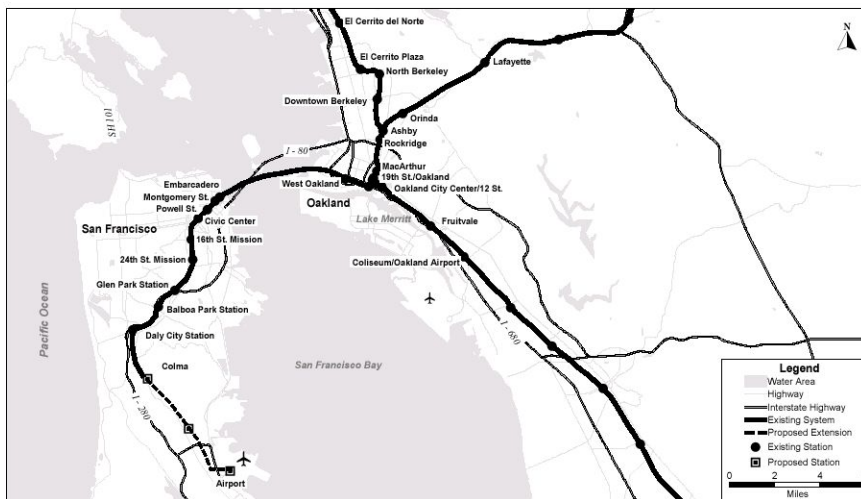 El Cerrito del Norte
N
El Cerrito Plaza
North Berkeley
Lafayette
Downtown Berkeley
Orinda
Ashby
Rockridge
US101
I - 80
MacArthur
19th St./Oakland
West Oakland
Oakland City Center/12 St.
Oakland
Embarcadero
Montgomery St.
Powell St.
Civic Center
Lake Merritt
Fruitvale
San Francisco
16th St. Mission
24th St. Mission
Coliseum/Oakland Airport
Glen Park Station
Balboa Park Station
Pacific Ocean
Daly City Station
I - 680
Colma
San Francisco Bay
I - 280
Airport
Legend
Water Area
Highway
Interstate Highway
Existing System
Proposed Extension
Existing Station
Proposed Station
0 2 4
Miles